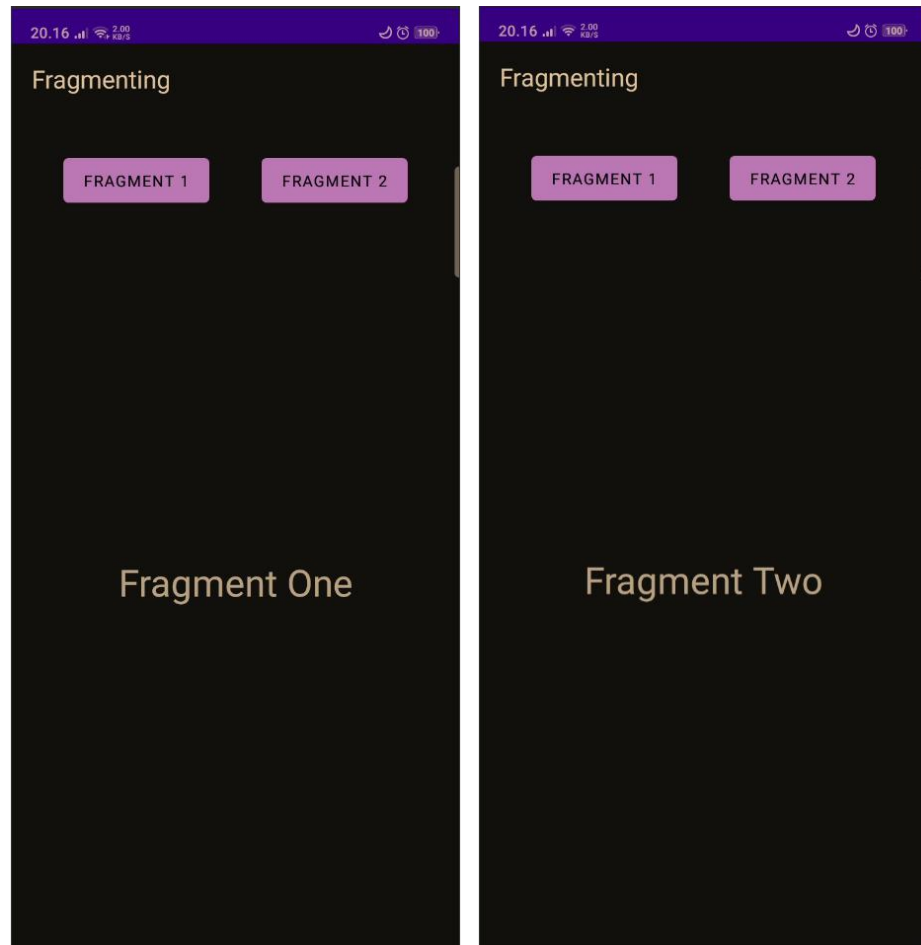 20.16 2.00 KB/S 100
Fragmenting
FRAGMENT 1 FRAGMENT 2
Fragment One
20.16 2.00 KB/S 100
Fragmenting
FRAGMENT 1 FRAGMENT 2
Fragment Two